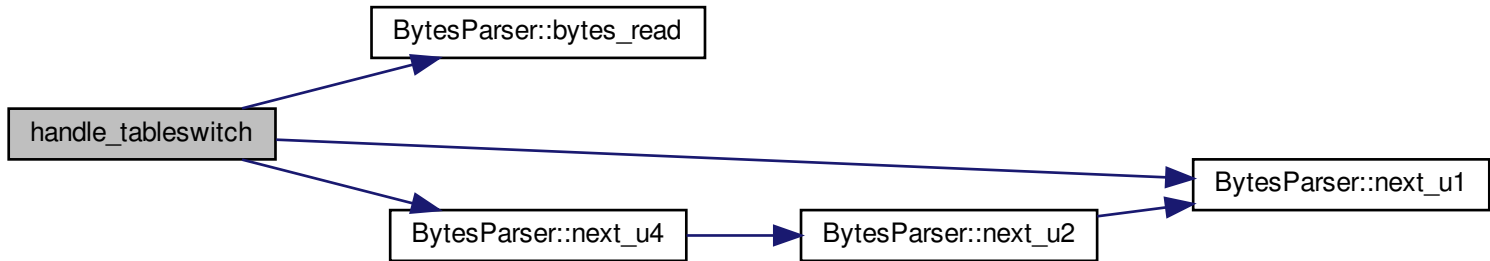 BytesParser::bytes_read
handle_tableswitch
BytesParser::next_u1
BytesParser::next_u4
BytesParser::next_u2